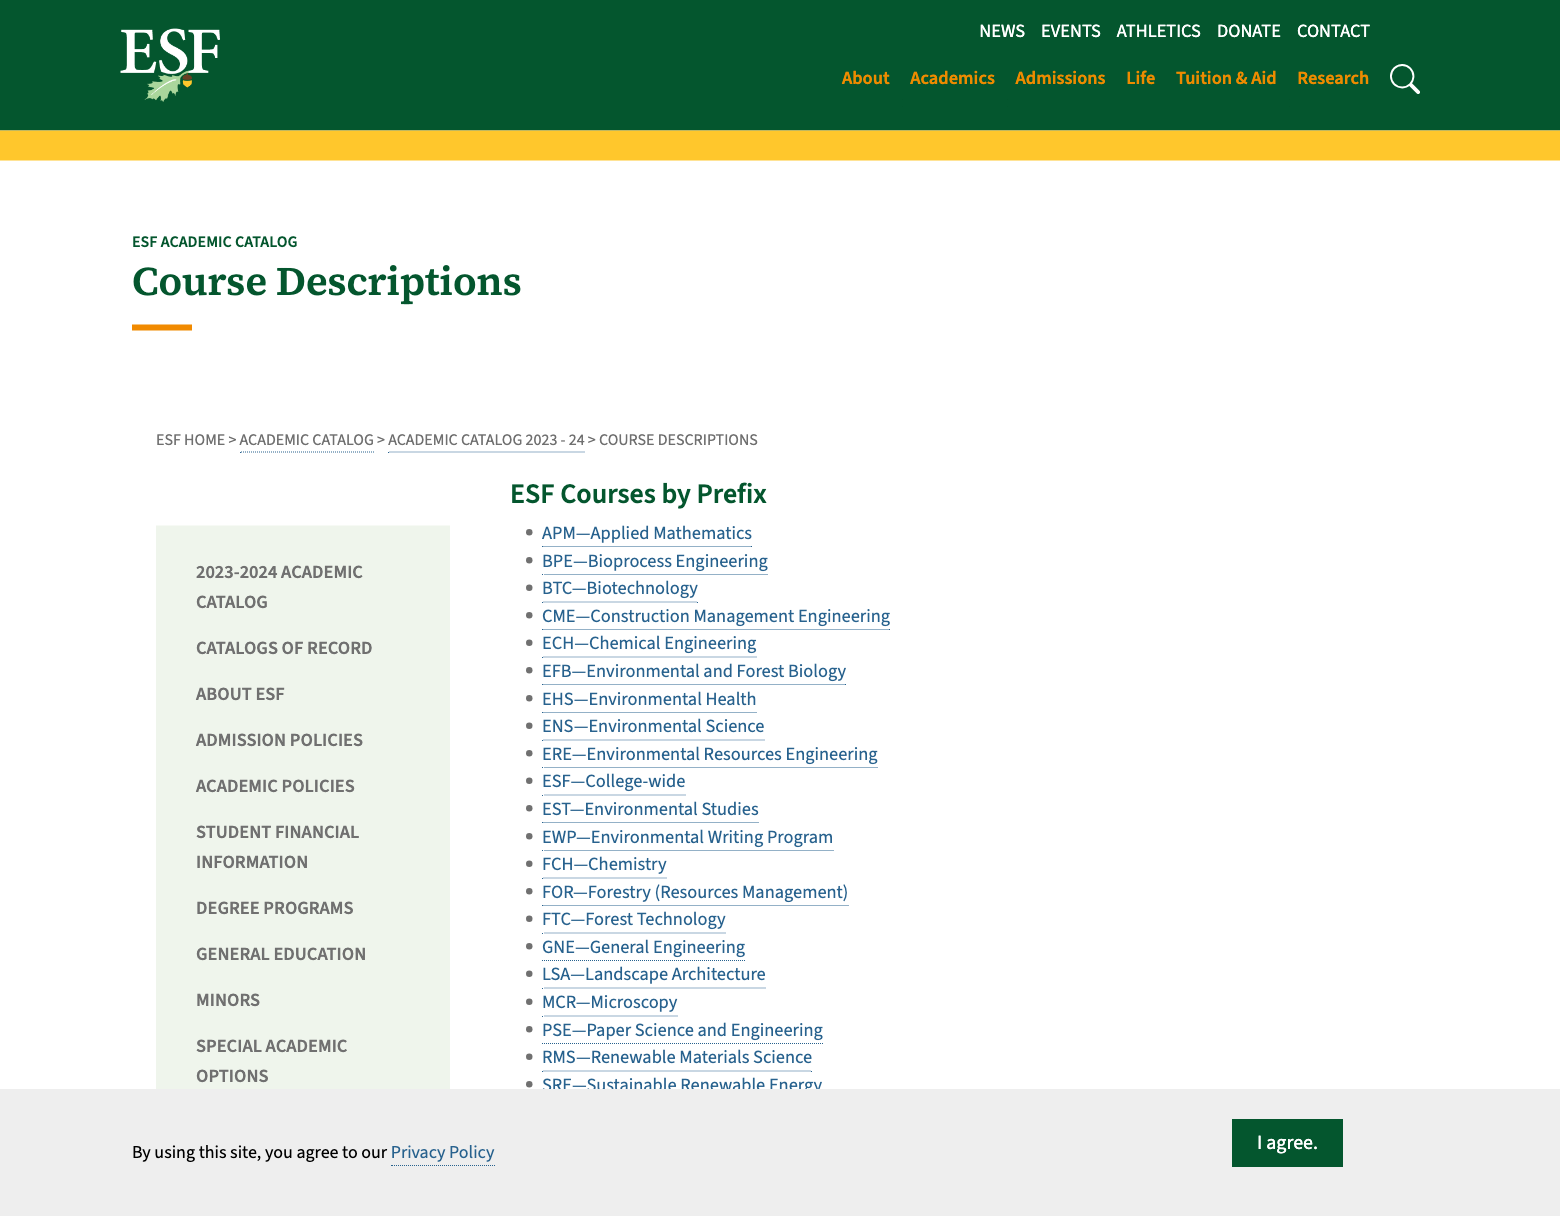 ESF
NEWS EVENTS ATHLETICS DONATE CONTACT
About Academics Admissions Life Tuition & Aid Research
ESF ACADEMIC CATALOG
Course Descriptions
ESF HOME > ACADEMIC CATALOG > ACADEMIC CATALOG 2023 - 24 > COURSE DESCRIPTIONS
2023-2024 ACADEMIC
CATALOG
CATALOGS OF RECORD
ABOUT ESF
ADMISSION POLICIES
ACADEMIC POLICIES
STUDENT FINANCIAL
INFORMATION
DEGREE PROGRAMS
GENERAL EDUCATION
MINORS
SPECIAL ACADEMIC
OPTIONS
ESF Courses by Prefix
APM—Applied Mathematics
BPE—Bioprocess Engineering
BTC—Biotechnology
CME—Construction Management Engineering
ECH—Chemical Engineering
EFB—Environmental and Forest Biology
EHS—Environmental Health
ENS—Environmental Science
ERE—Environmental Resources Engineering
ESF—College-wide
EST—Environmental Studies
EWP—Environmental Writing Program
FCH—Chemistry
FOR—Forestry (Resources Management)
FTC—Forest Technology
GNE—General Engineering
LSA—Landscape Architecture
MCR—Microscopy
PSE—Paper Science and Engineering
RMS—Renewable Materials Science
SRE—Sustainable Renewable Energy
By using this site, you agree to our Privacy Policy
I agree.